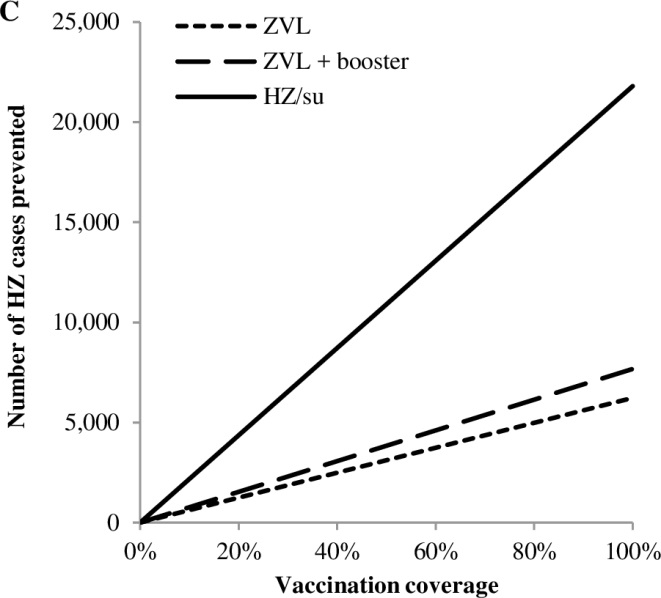 C
25,000
20,000
15,000
10,000
5,000
0
Number of HZ cases prevented
ZVL
ZVL + booster
HZ/su
0% 20% 40% 60% 80% 100%
Vaccination coverage